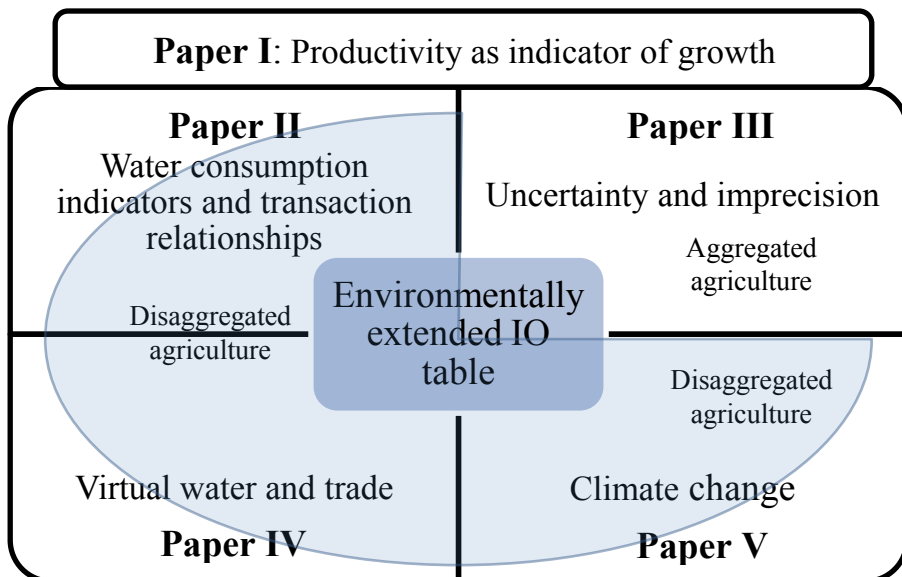 Paper I: Productivity as indicator of growth
Paper II
Water consumption
indicators and transaction
relationships
Disaggregated
agriculture
Paper III
Uncertainty and imprecision
Aggregated
agriculture
Environmentally
extended IO
table
Virtual water and trade
Paper IV
Disaggregated
agriculture
Climate change
Paper V